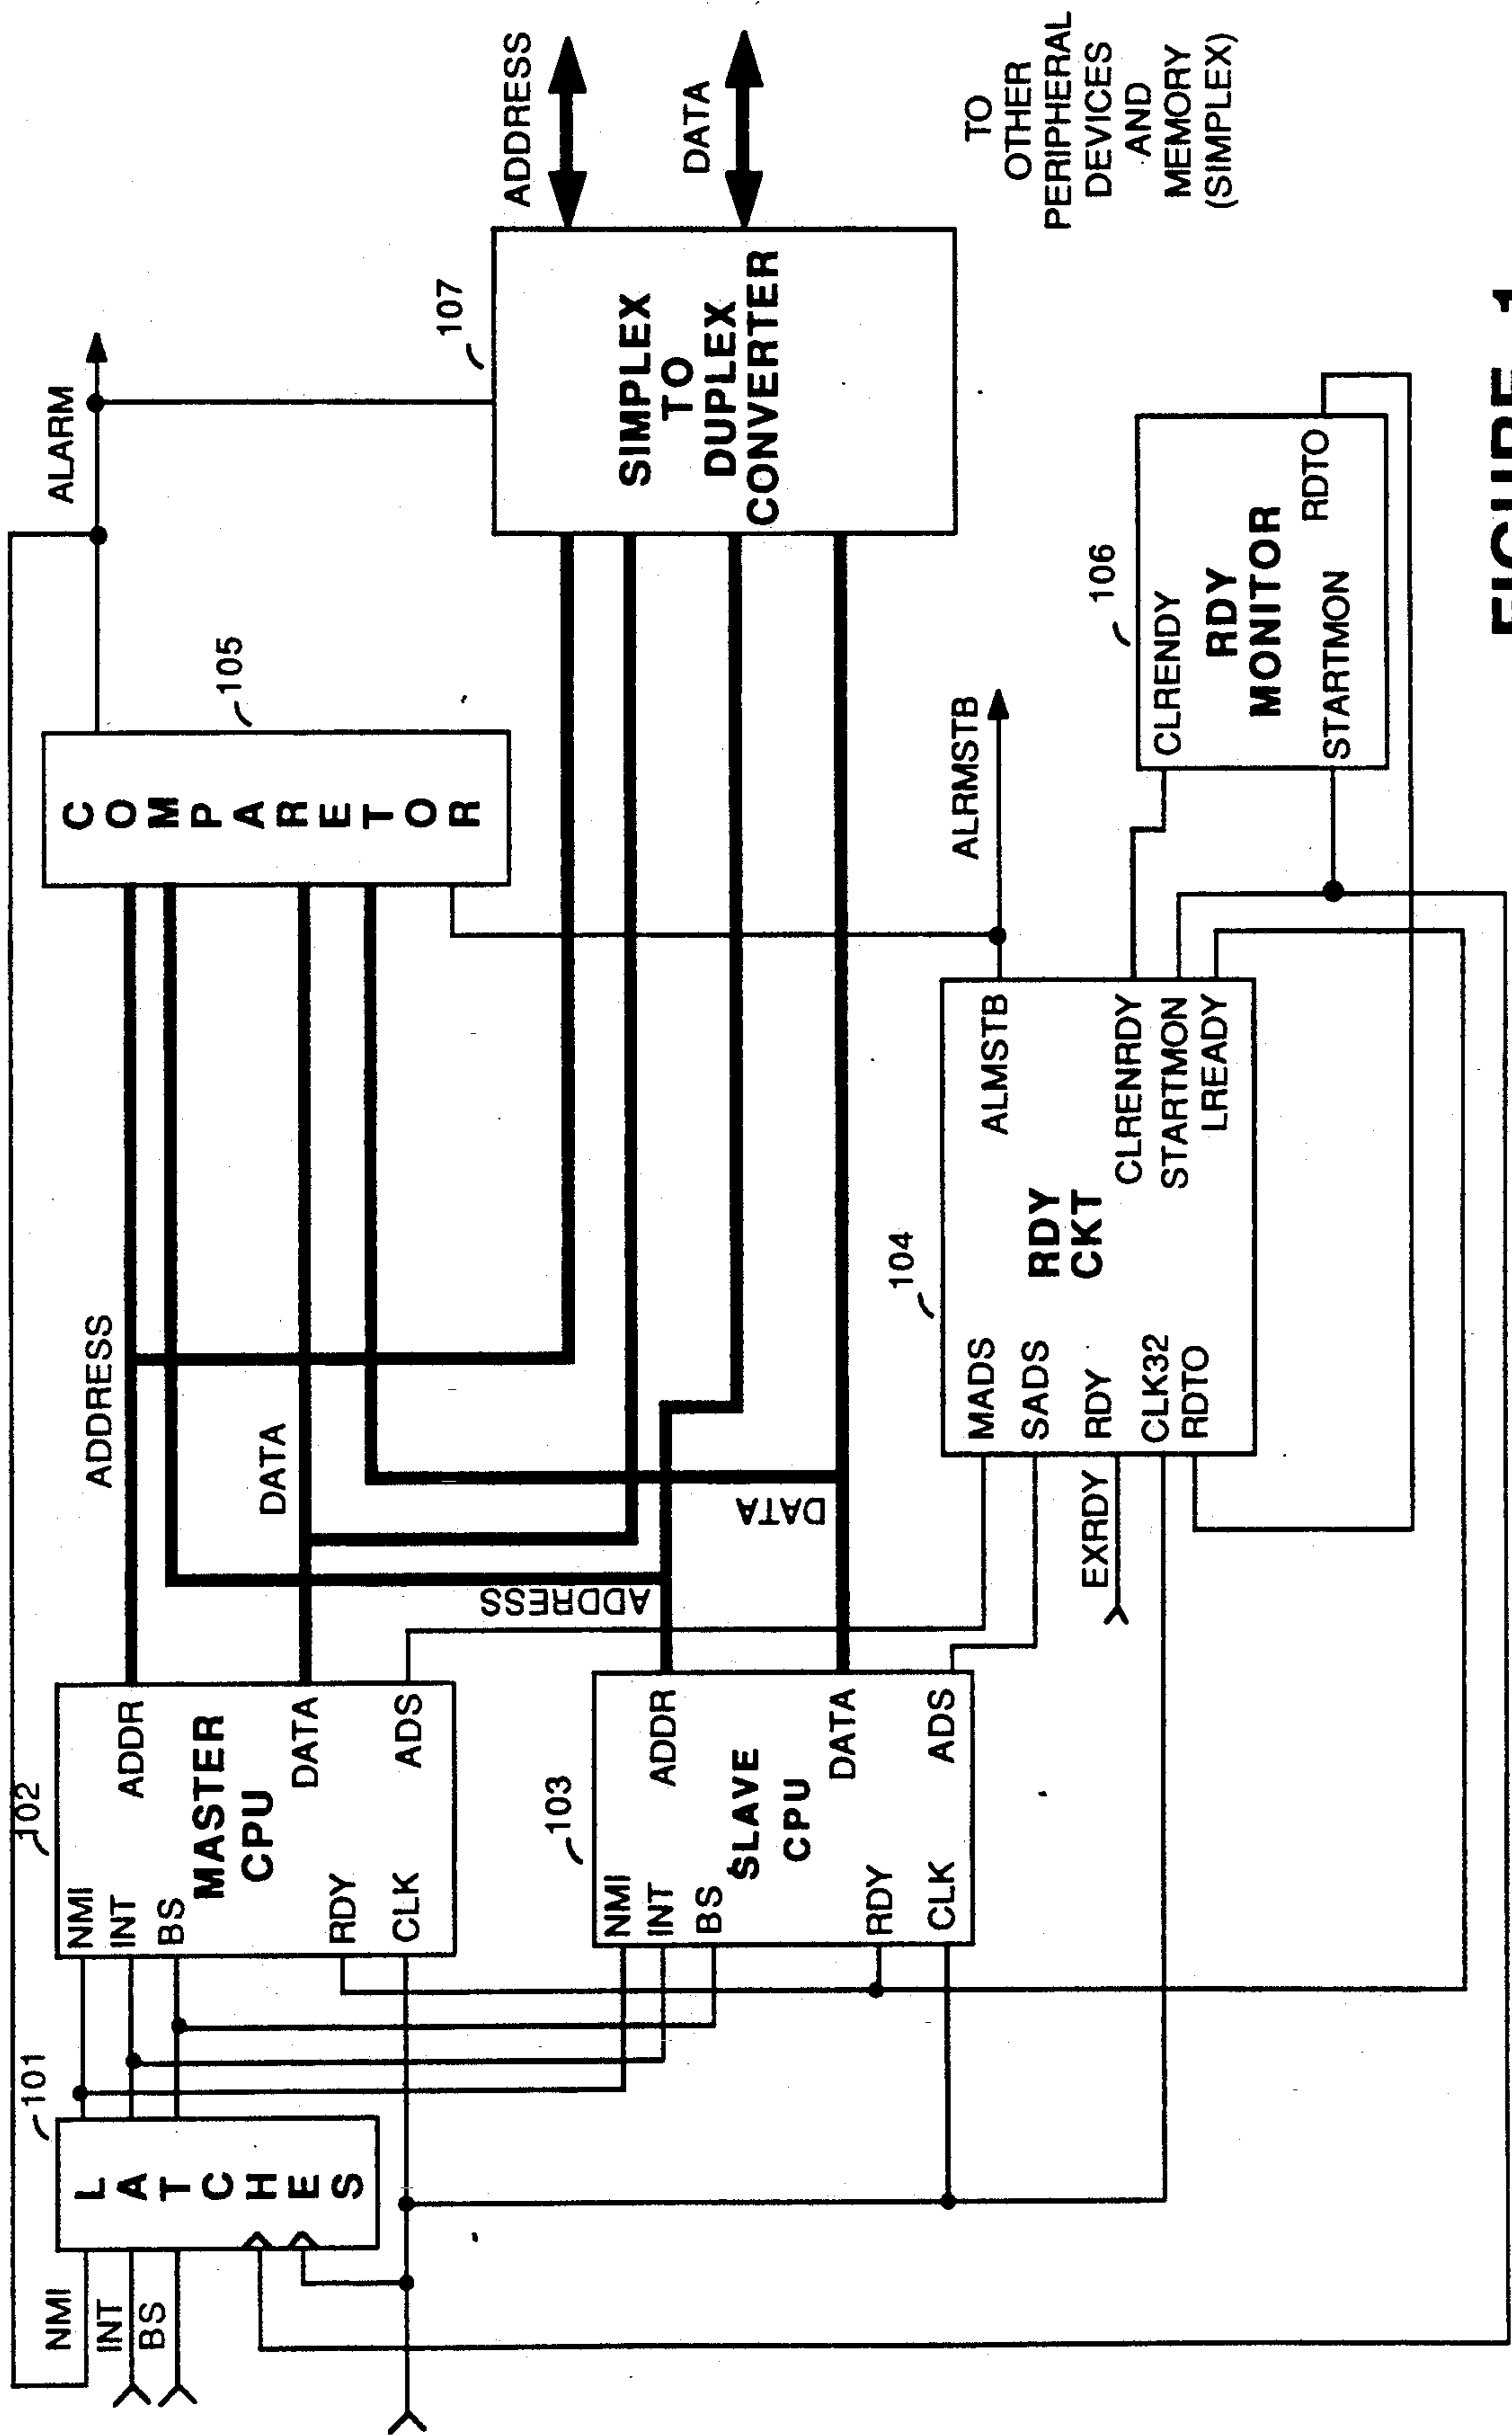 NMI
INT
BS
101
LATCHES
102
NMI
INT
BS
RDY
CLK
MASTER
CPU
ADDR
DATA
ADS
103
NMI
INT
BS
RDY
CLK
SLAVE
CPU
ADDR
DATA
ADS
ADDRESS
DATA
ADDRESS
DATA
EXRDY
104
MADS
SADS
RDY
CLK32
RDTO
RDY
CKT
ALMSTB
CLRENRDY
STARTMON
LREADY
105
COMPARETOR
ALARM
ALRMSTB
106
CLRENDY
RDY
MONITOR
STARTMON
RDTO
107
SIMPLEX
TO
DUPLEX
CONVERTER
ADDRESS
DATA
TO
OTHER
PERIPHERAL
DEVICES
AND
MEMORY
(SIMPLEX)
FIGURE 1